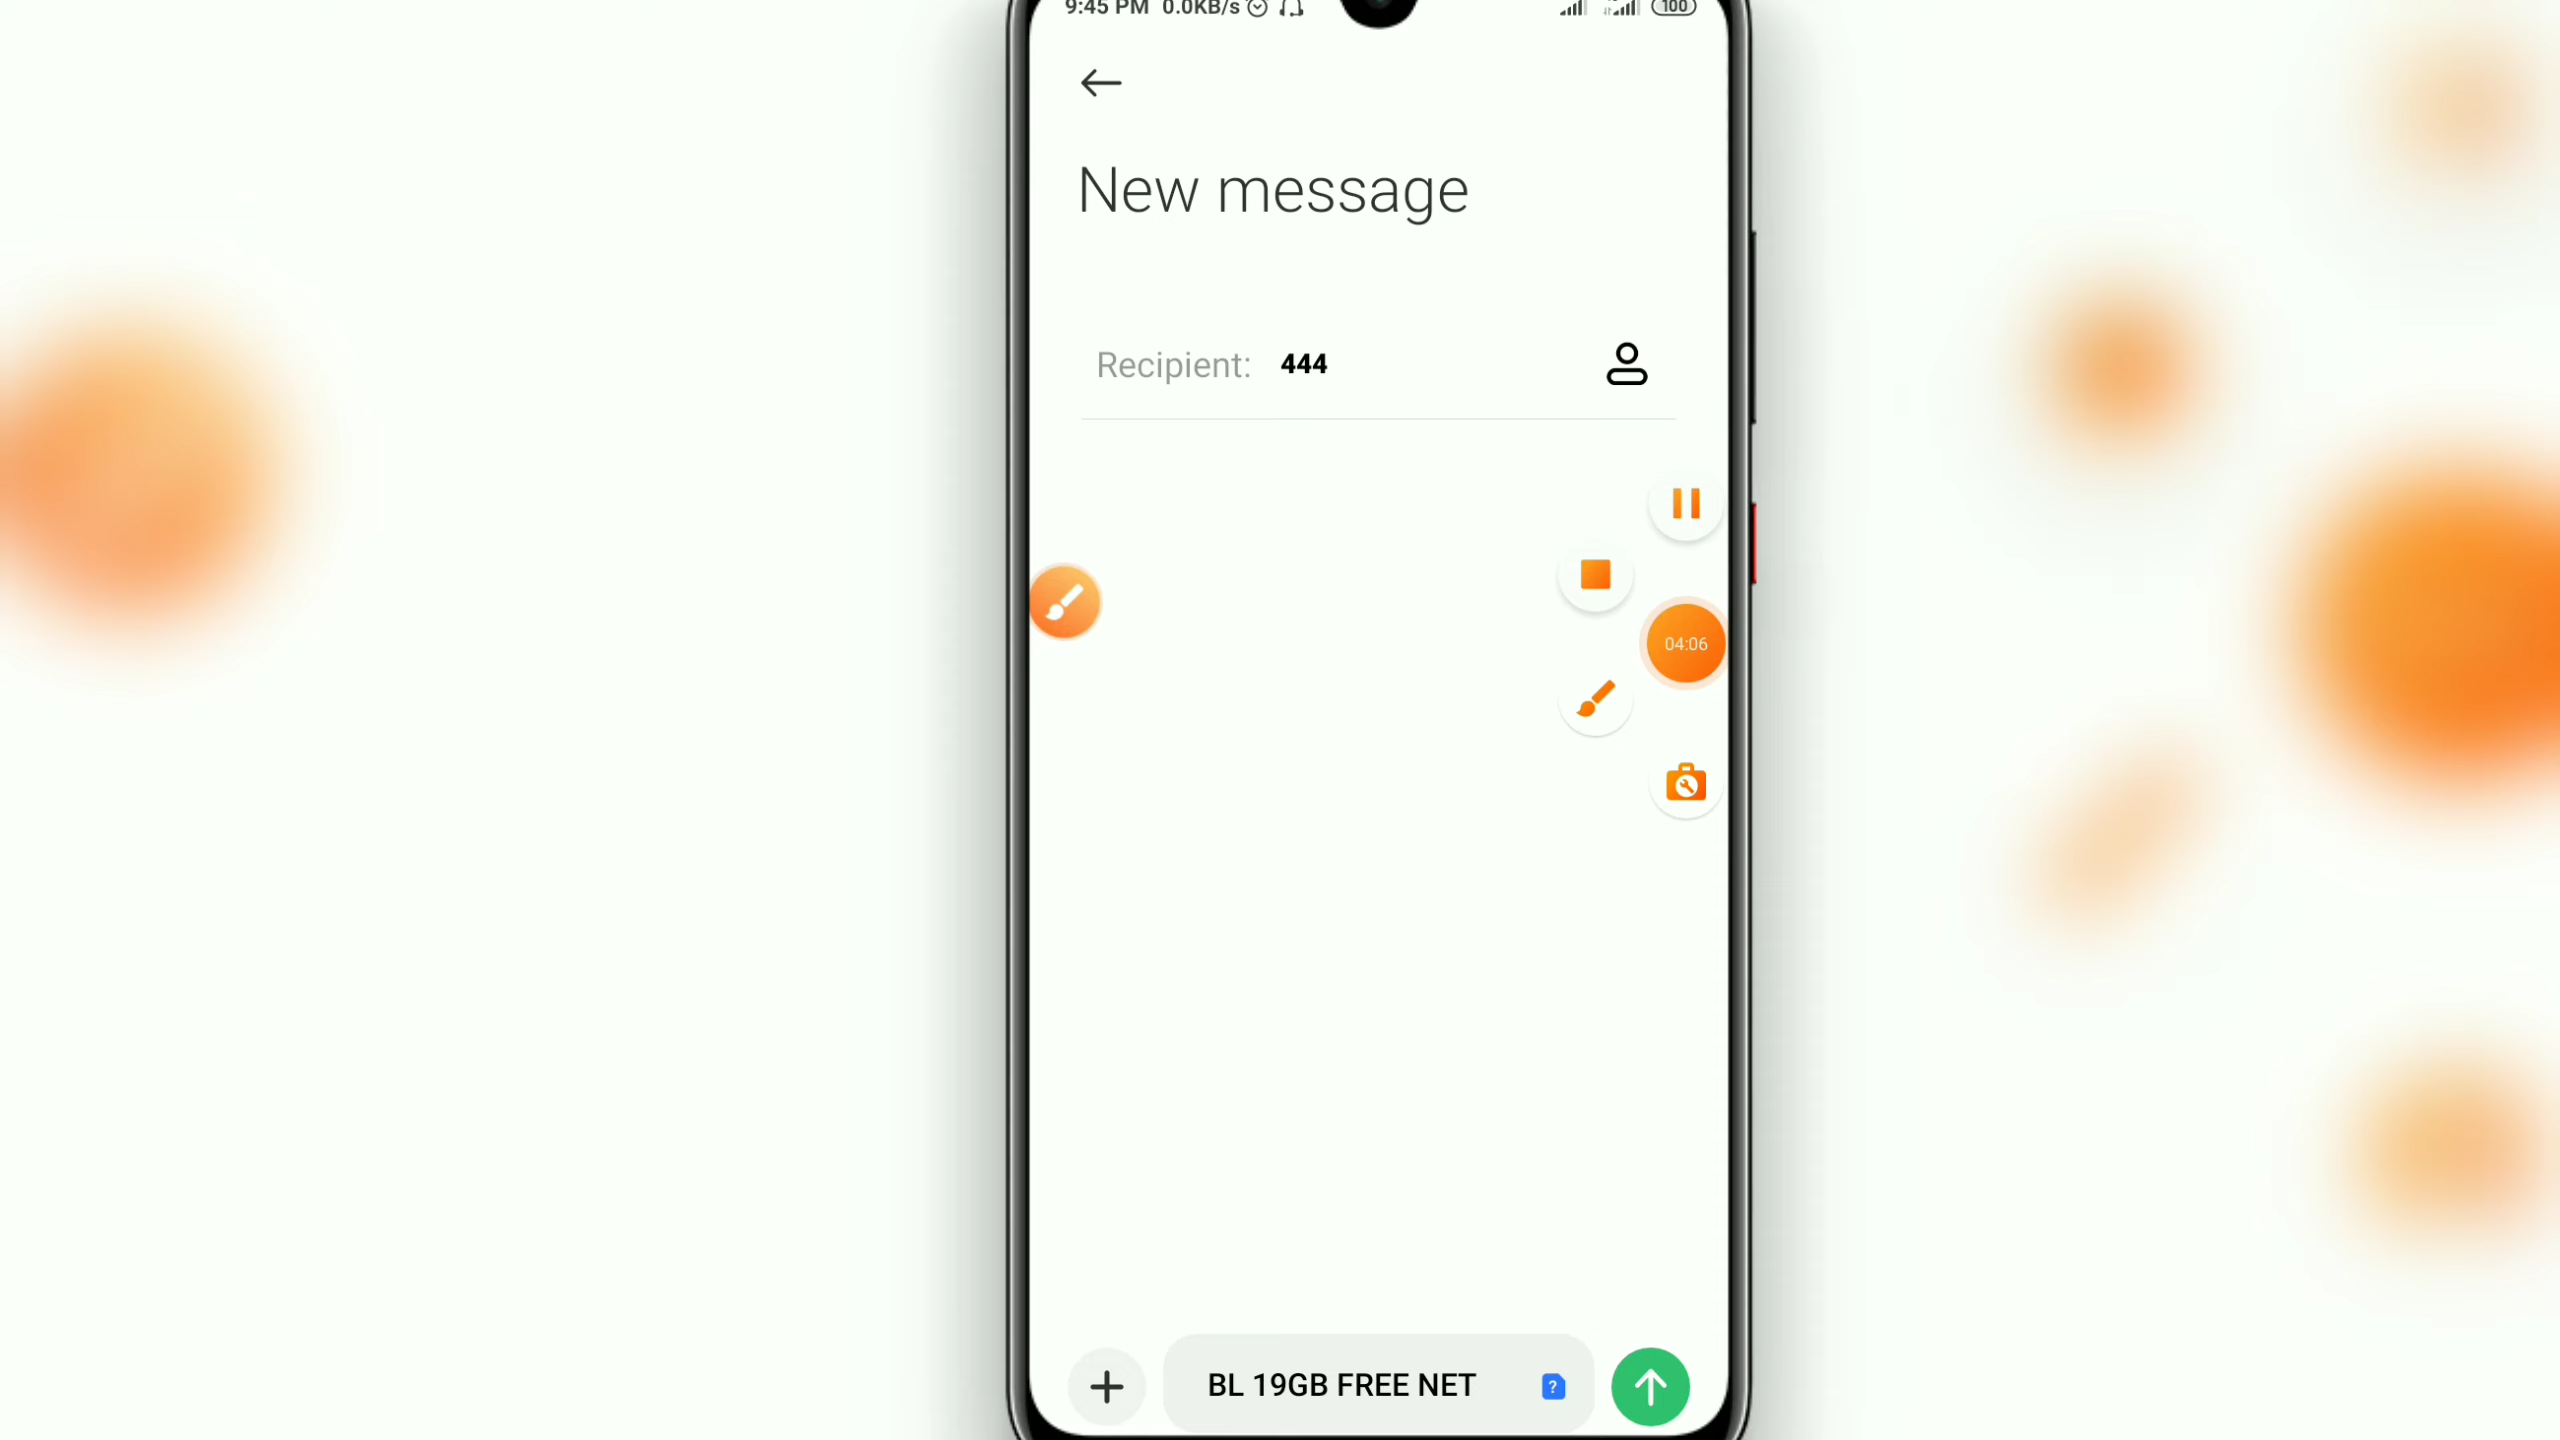 9:45 PM 0.0KB/s 100
New message
Recipient: 444
04:06
BL 19GB FREE NET ?